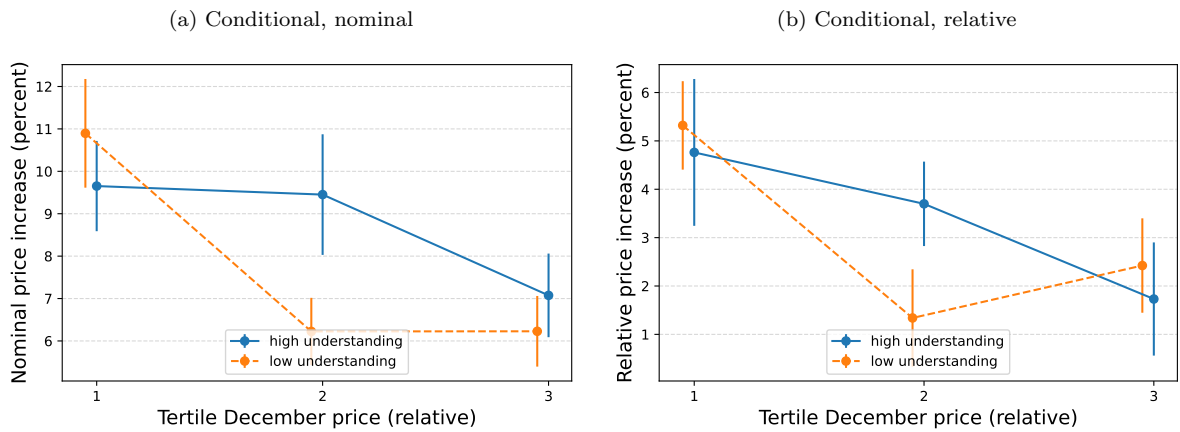 (a) Conditional, nominal
Nominal price increase (percent)
12
11
10
9
8
7
6
high understanding
low understanding
1
2
3
Tertile December price (relative)
(b) Conditional, relative
Relative price increase (percent)
6
5
4
3
2
1
high understanding
low understanding
1
2
3
Tertile December price (relative)